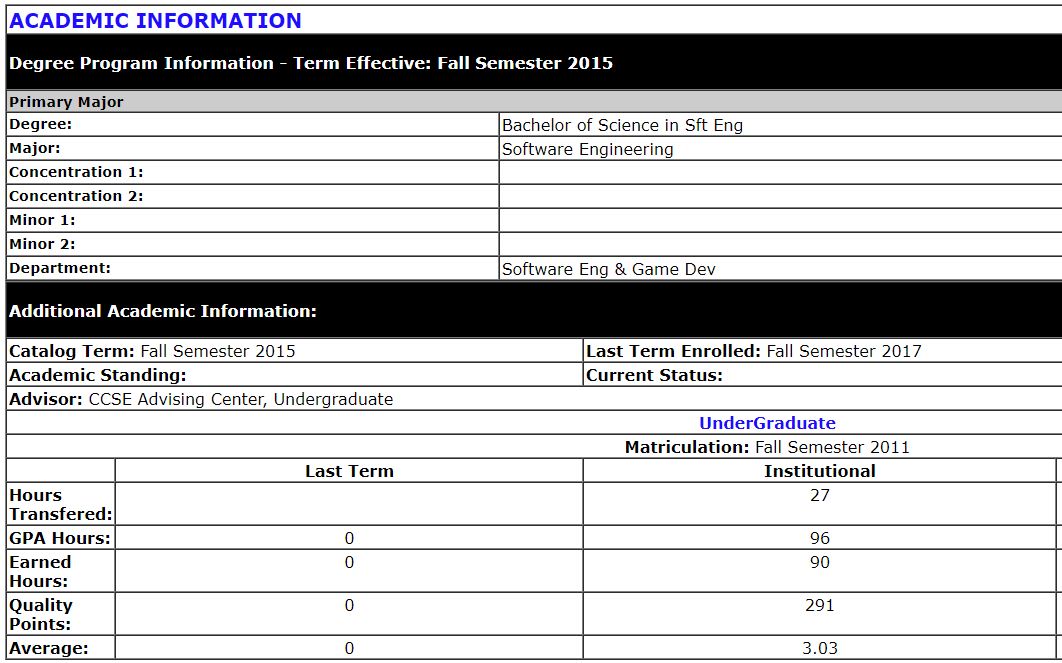 ACADEMIC INFORMATION
Degree Program Information - Term Effective: Fall Semester 2015
Primary Major
Degree: Bachelor of Science in Sft Eng
Major: Software Engineering
Concentration 1:
Concentration 2:
Minor 1:
Minor 2:
Department: Software Eng & Game Dev
Additional Academic Information:
Catalog Term: Fall Semester 2015 Last Term Enrolled: Fall Semester 2017
Academic Standing: Current Status:
Advisor: CCSE Advising Center, Undergraduate
UnderGraduate
Matriculation: Fall Semester 2011
Last Term Institutional
Hours 27
Transfered:
GPA Hours: 0 96
Earned 0 90
Hours:
Quality 0 291
Points:
Average: 0 3.03